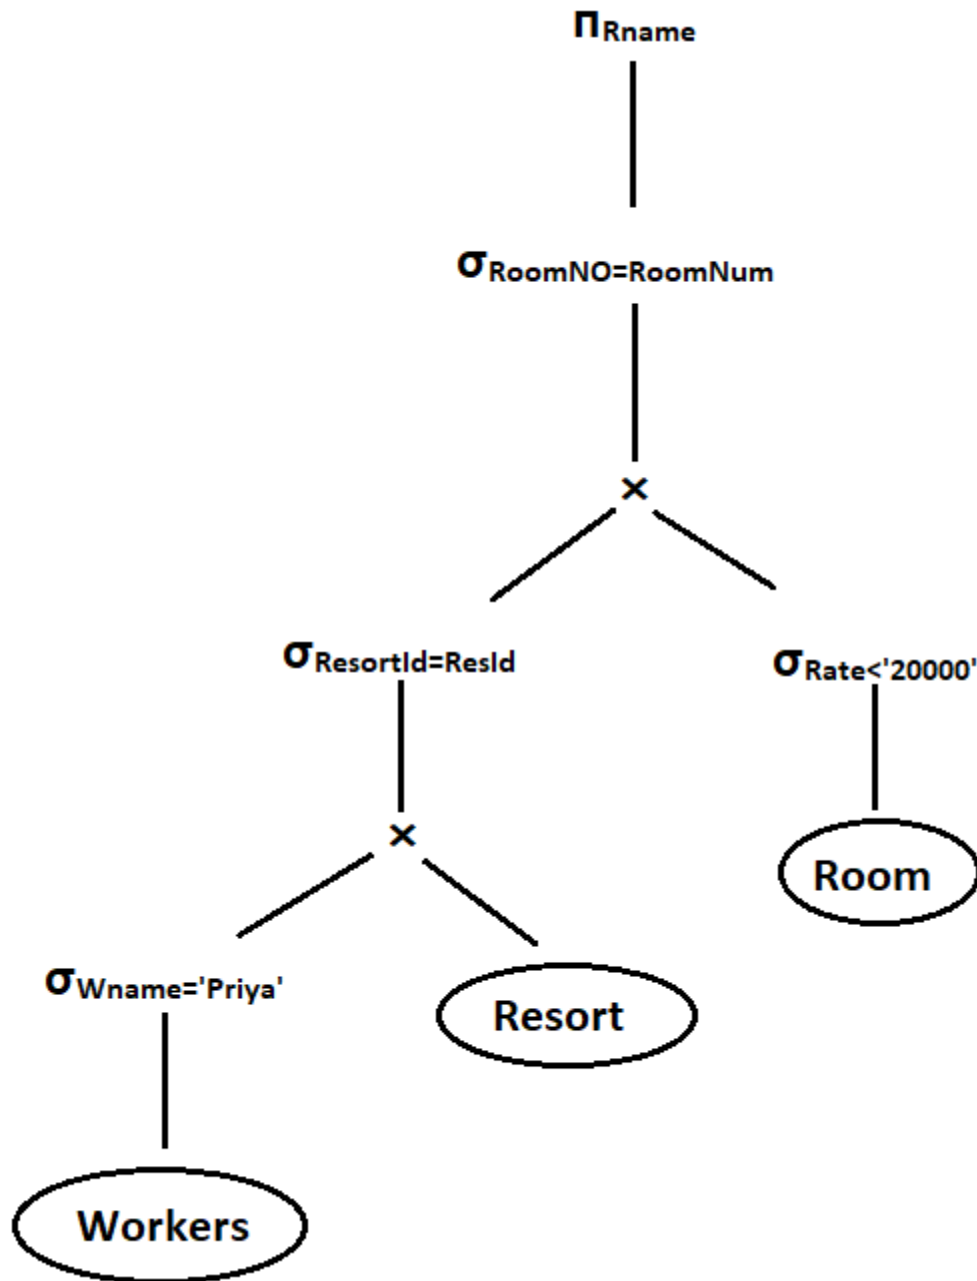 πRname
σRoomNO=RoomNum
×
σResortId=ResId
σRate<'20000'
×
Room
σWname='Priya'
Resort
Workers